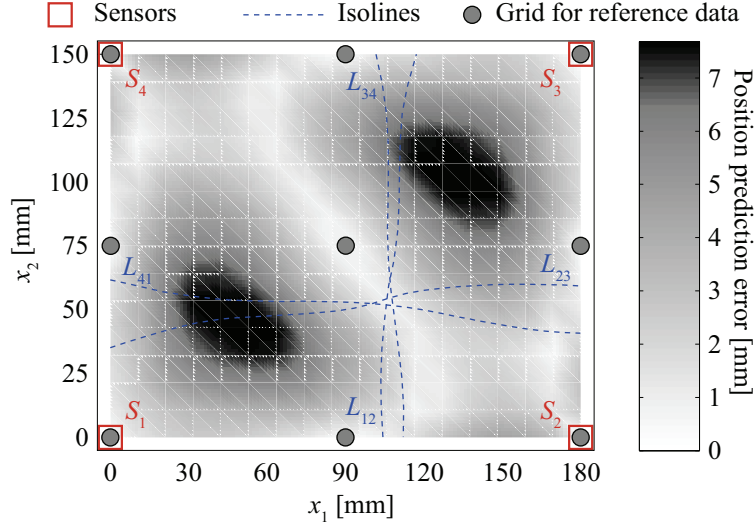 Sensors Isolines Grid for reference data
150
125
100
75
50
25
0
x₂ [mm]
S₄ L₃₄ S₃
L₄₁ L₂₃
S₁ L₁₂ S₂
0 30 60 90 120 150 180
x₁ [mm]
7
6
5
4
3
2
1
0
Position prediction error [mm]